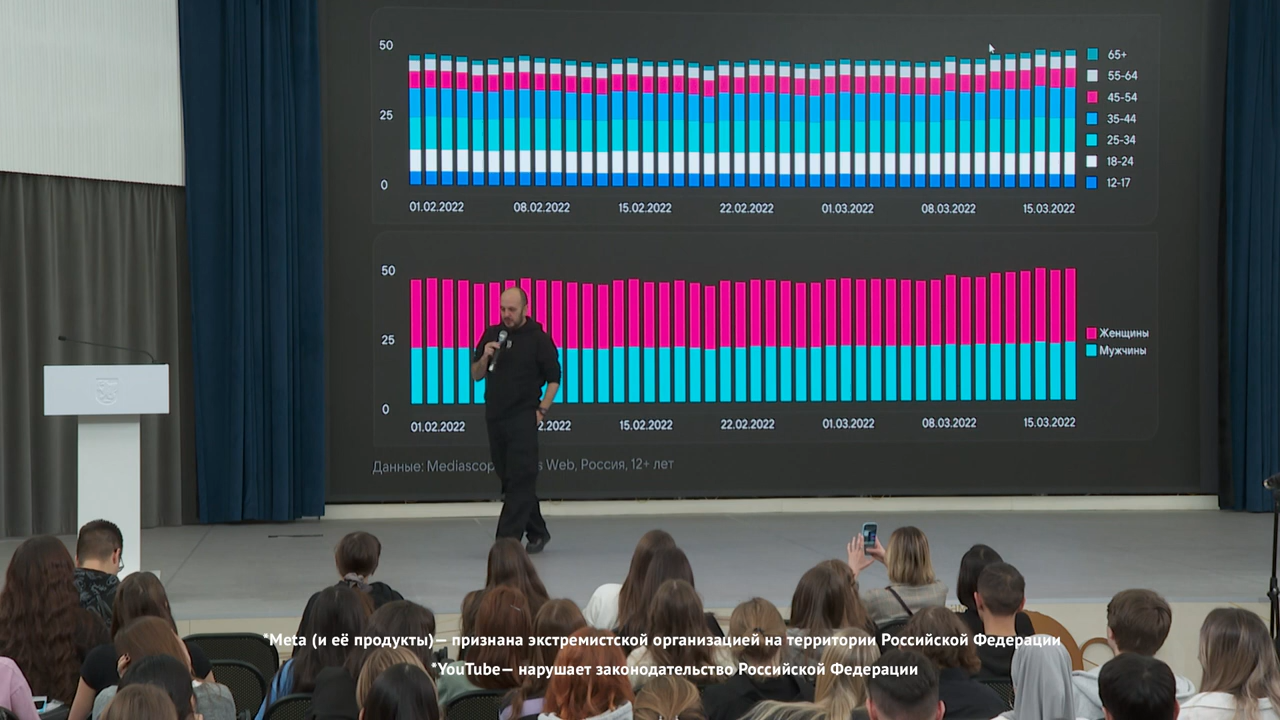 50
25
0
01.02.2022 08.02.2022 15.02.2022 22.02.2022 01.03.2022 08.03.2022 15.03.2022
65+
55-64
45-54
35-44
25-34
18-24
12-17
50
25
0
01.02.2022 15.02.2022 22.02.2022 01.03.2022 08.03.2022 15.03.2022
Женщины
Мужчины
Данные: Web, Россия, 12+ лет
*Meta (и её продукты)— признана экстремистской организацией на территории Российской Федерации
*YouTube— нарушает законодательство Российской Федерации